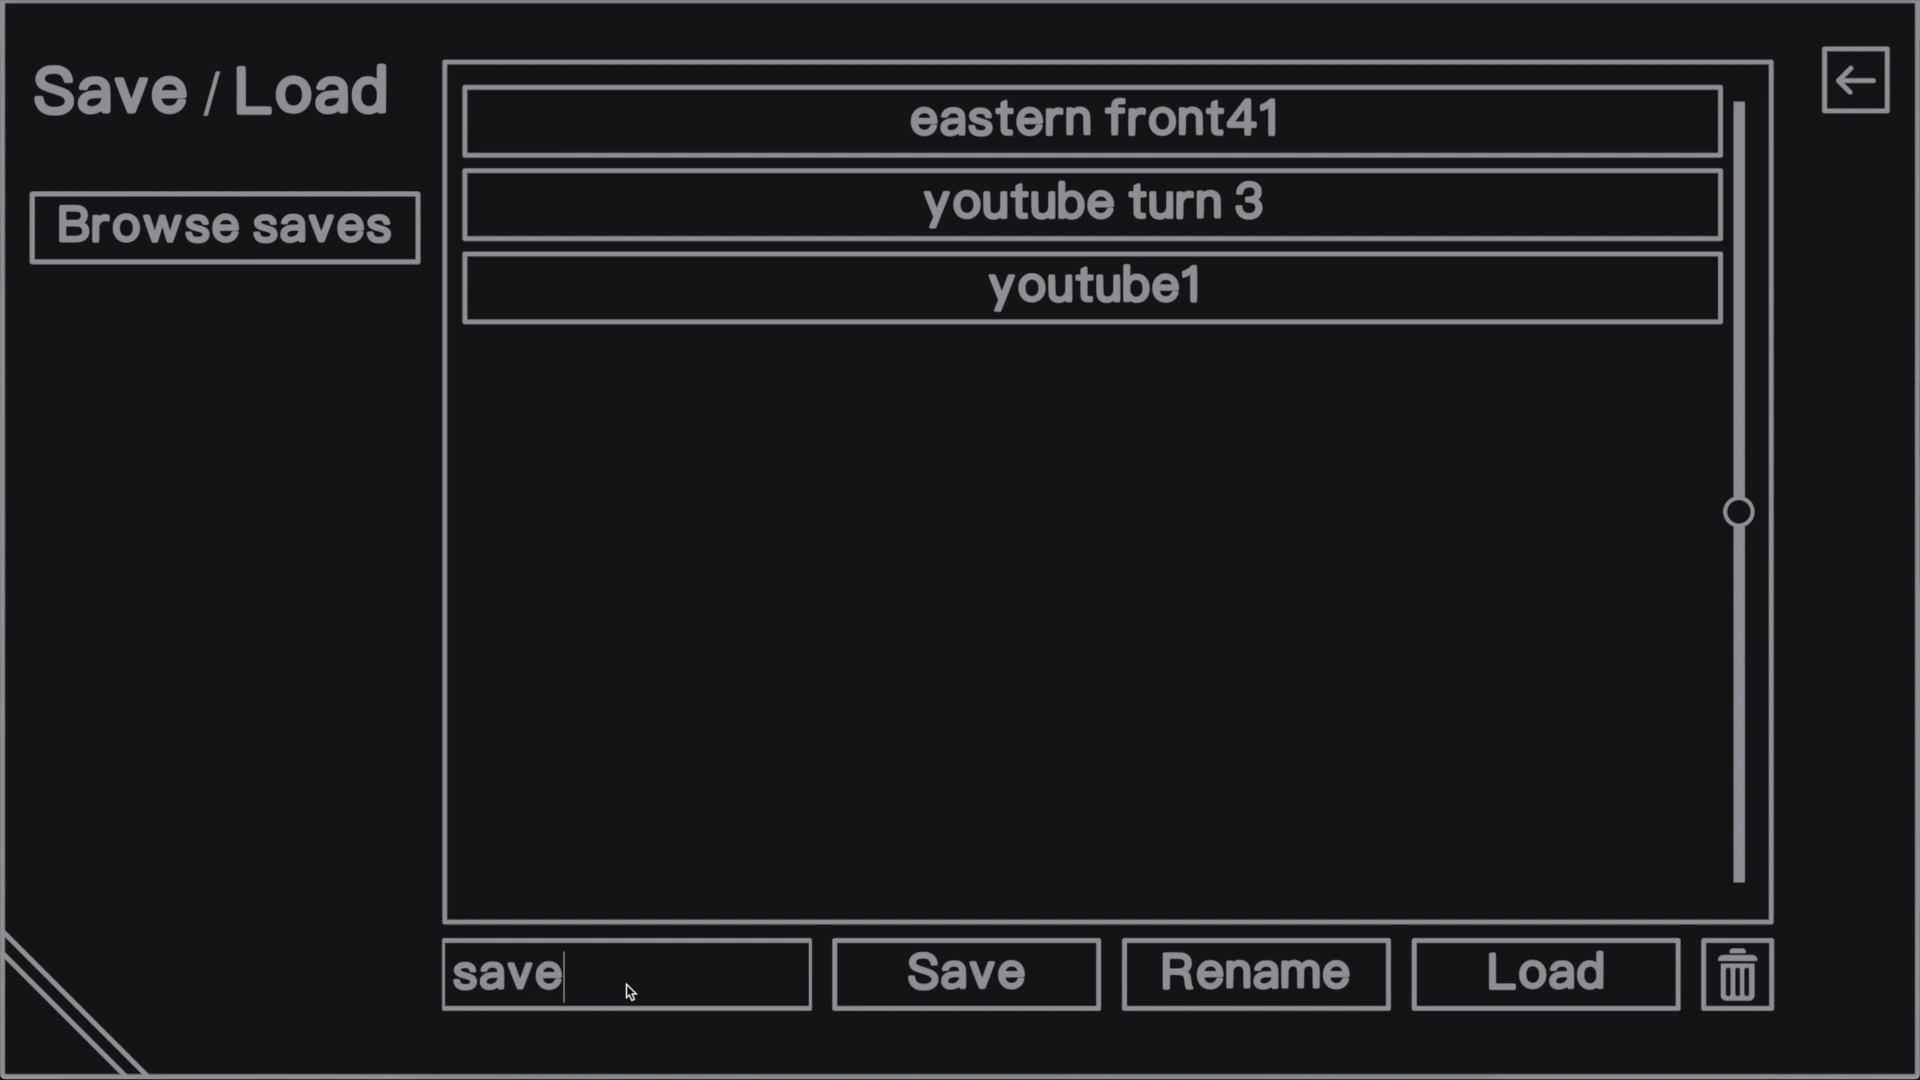 Save / Load
Browse saves
eastern front41
youtube turn 3
youtube1
save
Save
Rename
Load